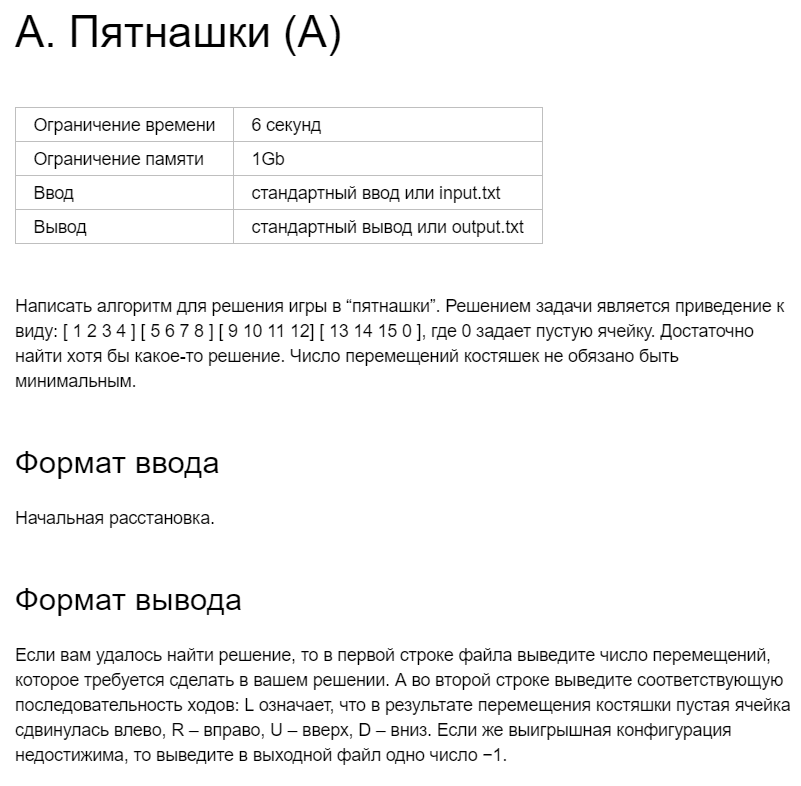 А. Пятнашки (А)
Ограничение времени 6 секунд
Ограничение памяти 1Gb
Ввод стандартный ввод или input.txt
Вывод стандартный вывод или output.txt
Написать алгоритм для решения игры в “пятнашки”. Решением задачи является приведение к
виду: [ 1 2 3 4 ] [ 5 6 7 8 ] [ 9 10 11 12] [ 13 14 15 0 ], где 0 задает пустую ячейку. Достаточно
найти хотя бы какое-то решение. Число перемещений костяшек не обязано быть
минимальным.
Формат ввода
Начальная расстановка.
Формат вывода
Если вам удалось найти решение, то в первой строке файла выведите число перемещений,
которое требуется сделать в вашем решении. А во второй строке выведите соответствующую
последовательность ходов: L означает, что в результате перемещения костяшки пустая ячейка
сдвинулась влево, R – вправо, U – вверх, D – вниз. Если же выигрышная конфигурация
недостижима, то выведите в выходной файл одно число −1.